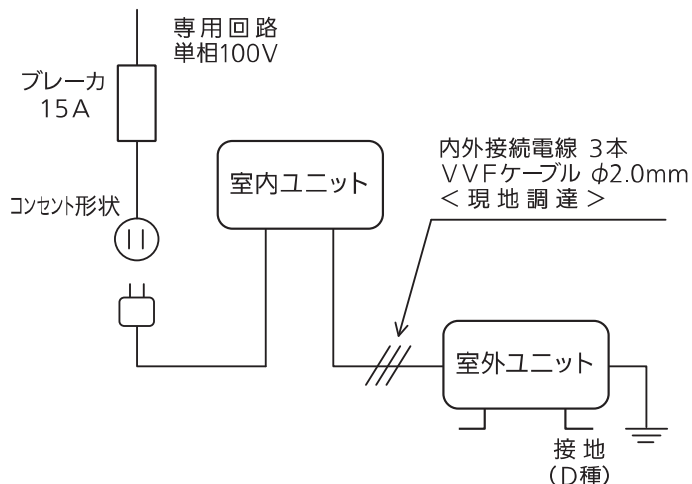 専用回路
単相100V
ブレーカ
15A
コンセント形状
室内ユニット
内外接続電線 3本
VVFケーブル φ2.0mm
＜現地調達＞
室外ユニット
接地
(D種)